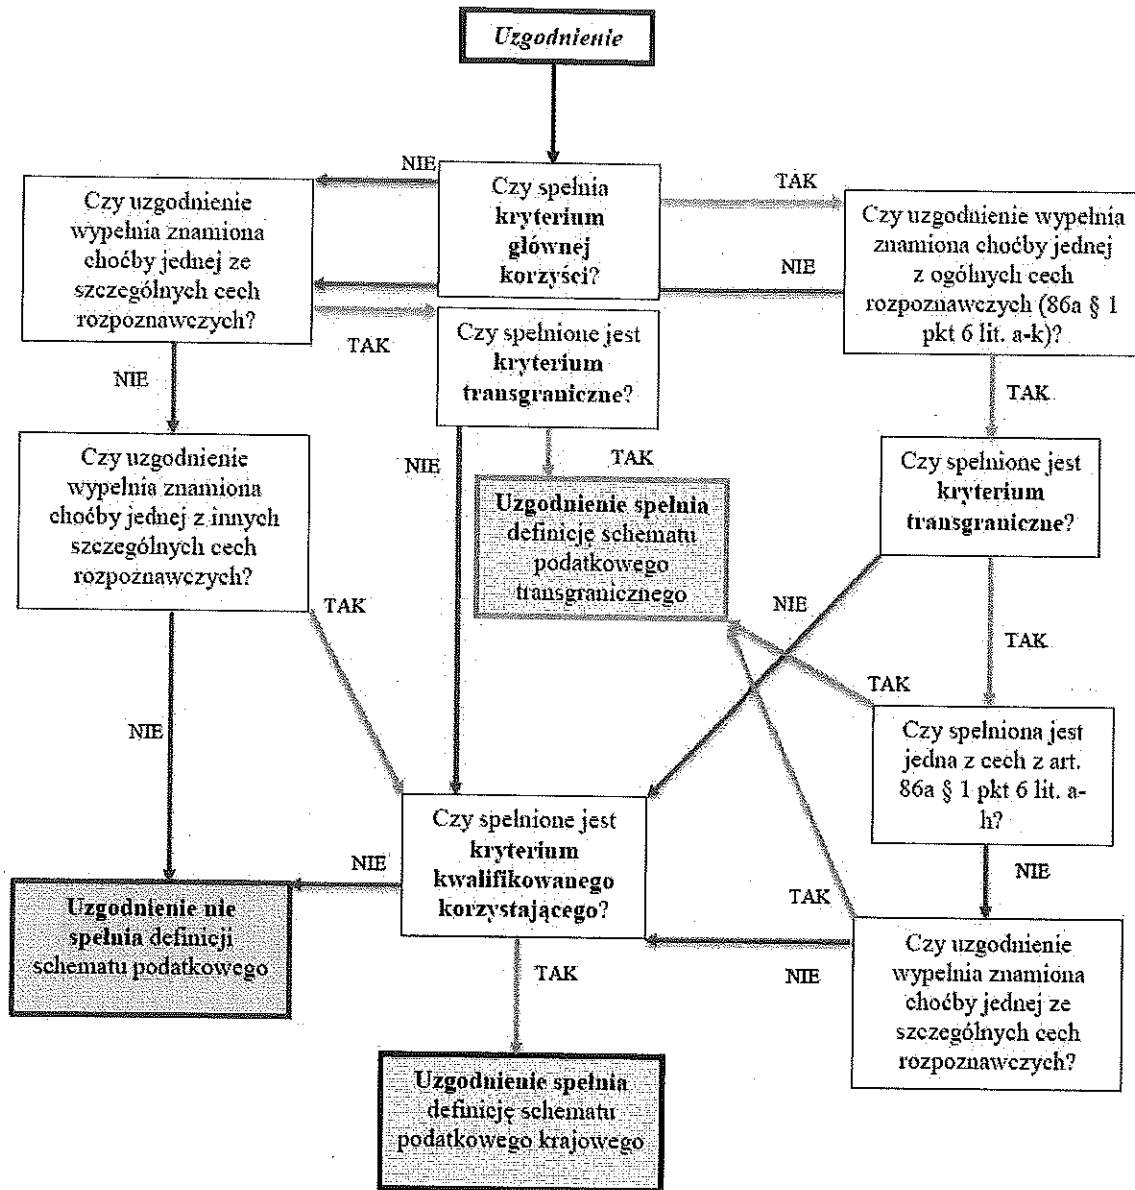 Uzgodnienie
NIE
Czy spełnia
kryterium
głównej
korzyści?
TAK
Czy uzgodnienie
wypełnia znamiona
choćby jednej ze
szczególnych cech
rozpoznawczych?
Czy uzgodnienie wypełnia
znamiona choćby jednej
z ogólnych cech
rozpoznawczych (86a § 1
pkt 6 lit. a-k)?
NIE
TAK
Czy spełnione jest
kryterium
transgraniczne?
NIE
TAK
Czy uzgodnienie
wypełnia znamiona
choćby jednej z innych
szczególnych cech
rozpoznawczych?
NIE
TAK
Uzgodnienie spełnia
definicję schematu
podatkowego
transgranicznego
Czy spełnione jest
kryterium
transgraniczne?
TAK
NIE
TAK
TAK
NIE
Czy spełniona jest
jedna z cech z art.
86a § 1 pkt 6 lit. a-
h?
Czy spełnione jest
kryterium
kwalifikowanego
korzystającego?
NIE
NIE
TAK
Uzgodnienie nie
spełnia definicji
schematu podatkowego
Czy uzgodnienie
wypełnia znamiona
choćby jednej ze
szczególnych cech
rozpoznawczych?
NIE
TAK
Uzgodnienie spełnia
definicję schematu
podatkowego krajowego